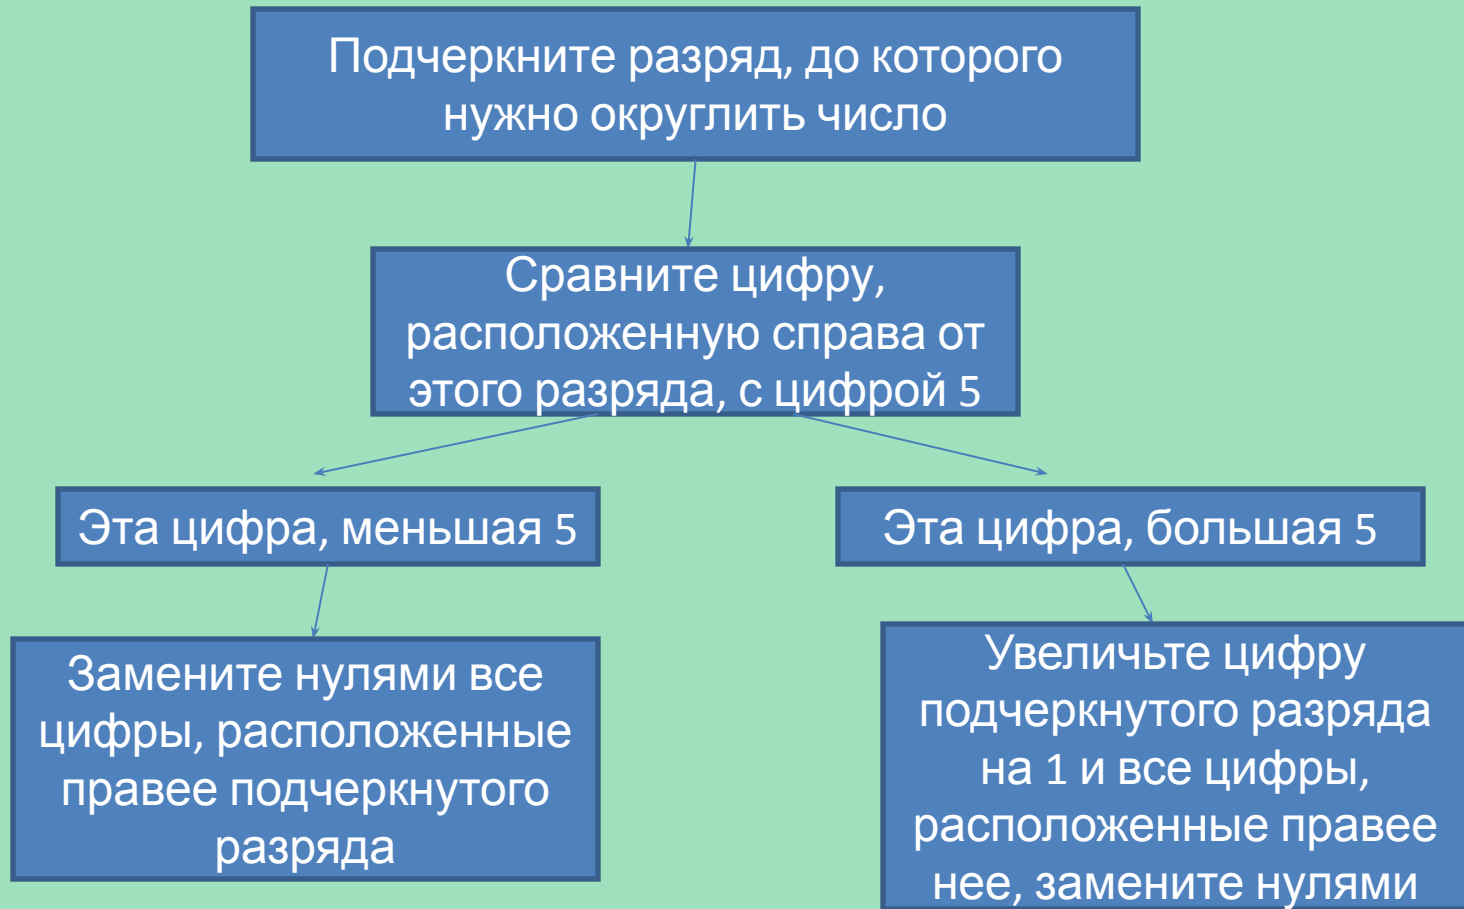 Подчеркните разряд, до которого
нужно округлить число
Сравните цифру,
расположенную справа от
этого разряда, с цифрой 5
Эта цифра, меньшая 5
Эта цифра, большая 5
Замените нулями все
цифры, расположенные
правее подчеркнутого
разряда
Увеличьте цифру
подчеркнутого разряда
на 1 и все цифры,
расположенные правее
нее, замените нулями